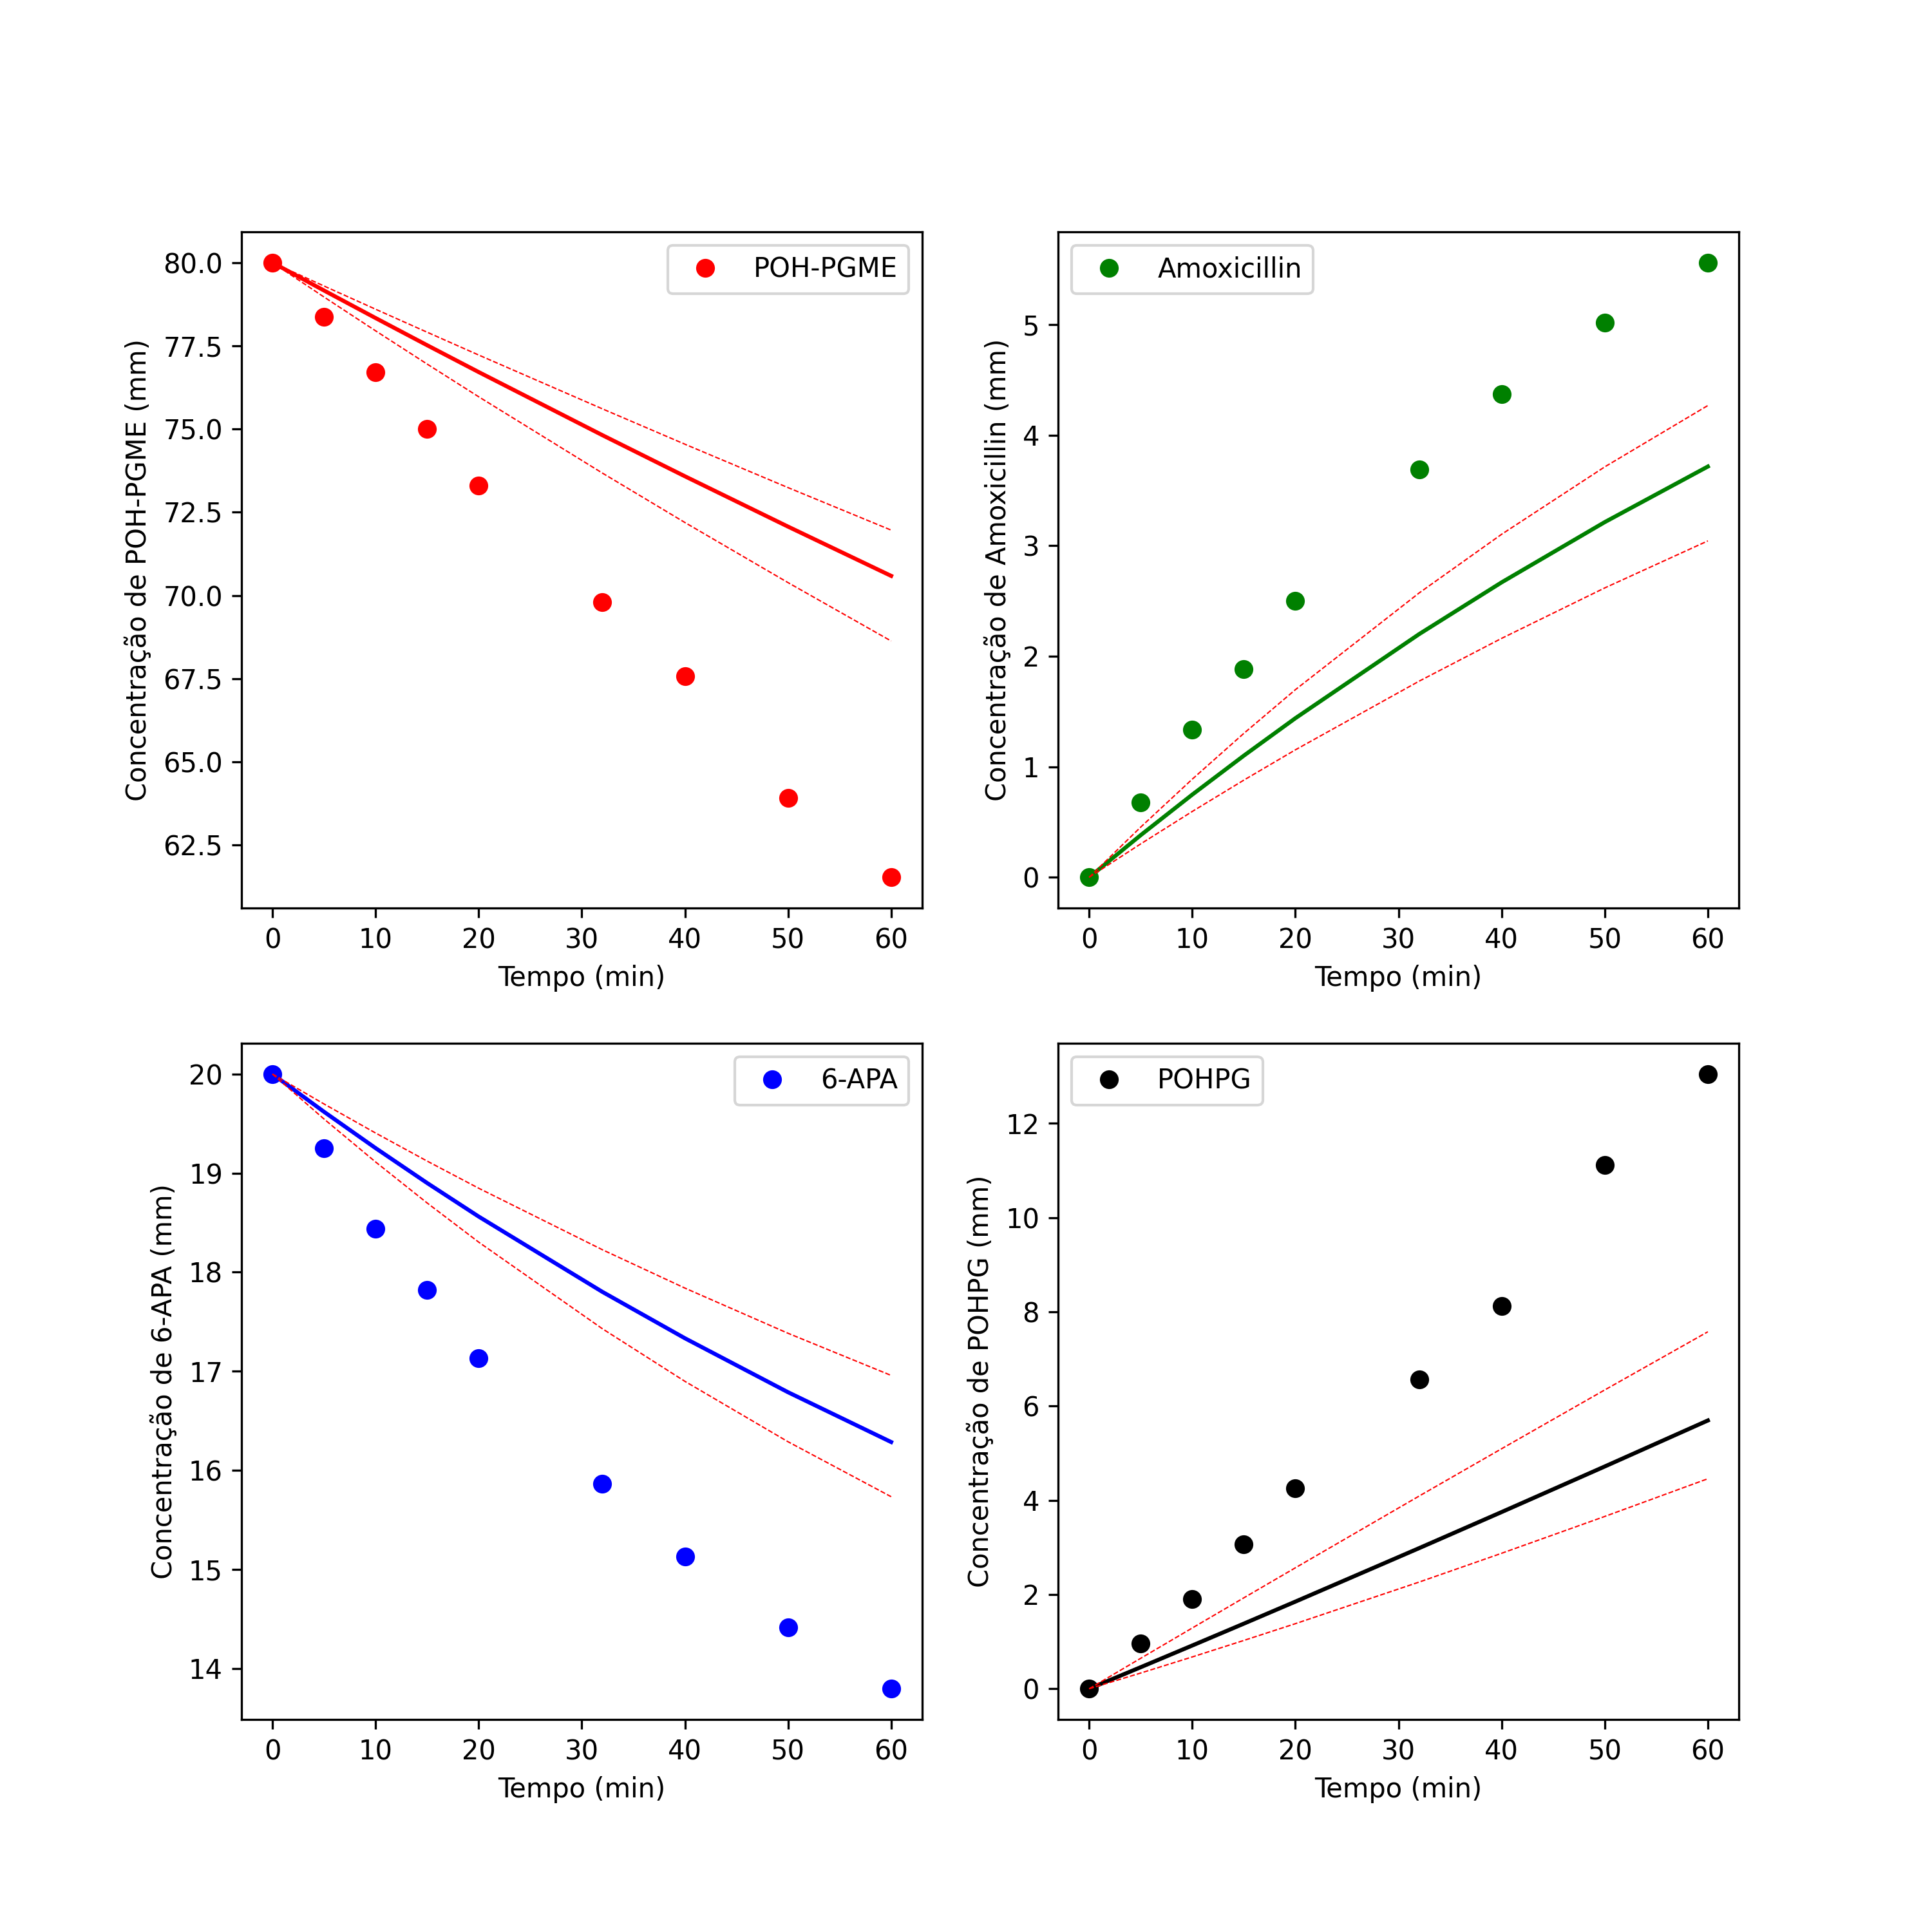 80.0
77.5
75.0
72.5
70.0
67.5
65.0
62.5
Concentração de POH-PGME (mm)
POH-PGME
0 10 20 30 40 50 60
Tempo (min)
5
4
3
2
1
0
Concentração de Amoxicillin (mm)
Amoxicillin
0 10 20 30 40 50 60
Tempo (min)
20
19
18
17
16
15
14
Concentração de 6-APA (mm)
6-APA
0 10 20 30 40 50 60
Tempo (min)
12
10
8
6
4
2
0
Concentração de POHPG (mm)
POHPG
0 10 20 30 40 50 60
Tempo (min)